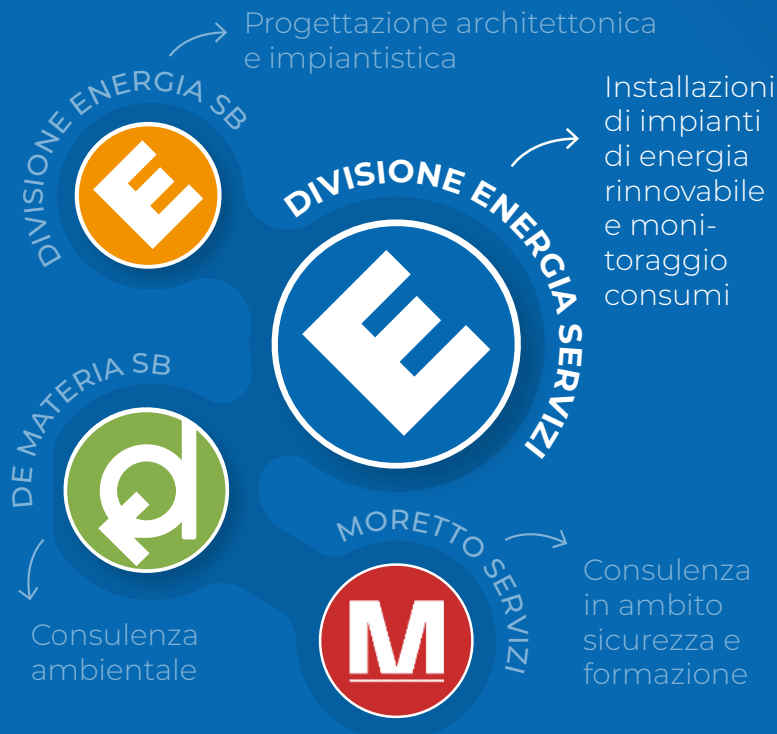 Progettazione architettonica
e impiantistica
DIVISIONE ENERGIA SB
E
Installazioni
di impianti
di energia
rinnovabile
e moni-
toraggio
consumi
DIVISIONE ENERGIA SERVIZI
E
DE MATERIA SB
Consulenza
ambientale
MORETTO SERVIZI
M
Consulenza
in ambito
sicurezza e
formazione